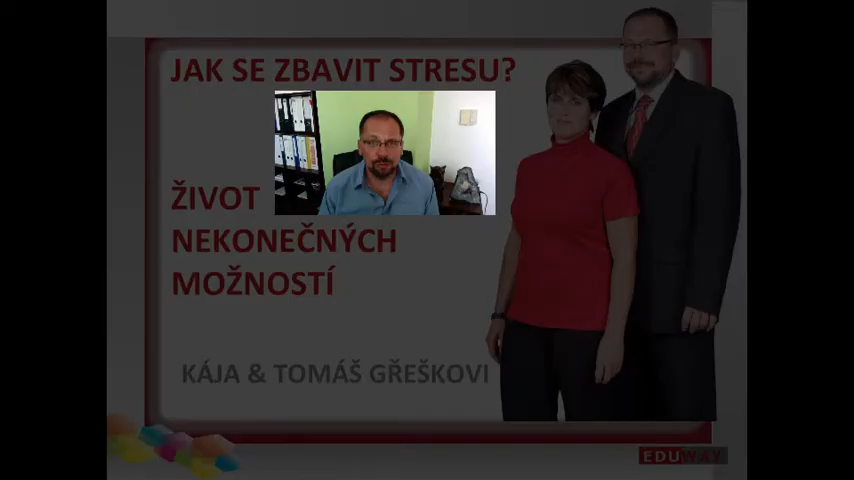 JAK SE ZBAVIT STRESU?
ŽIVOT
NEKONEČNÝCH
MOŽNOSTÍ
KÁJA & TOMÁŠ GŘEŠKOVI
EDUWAY